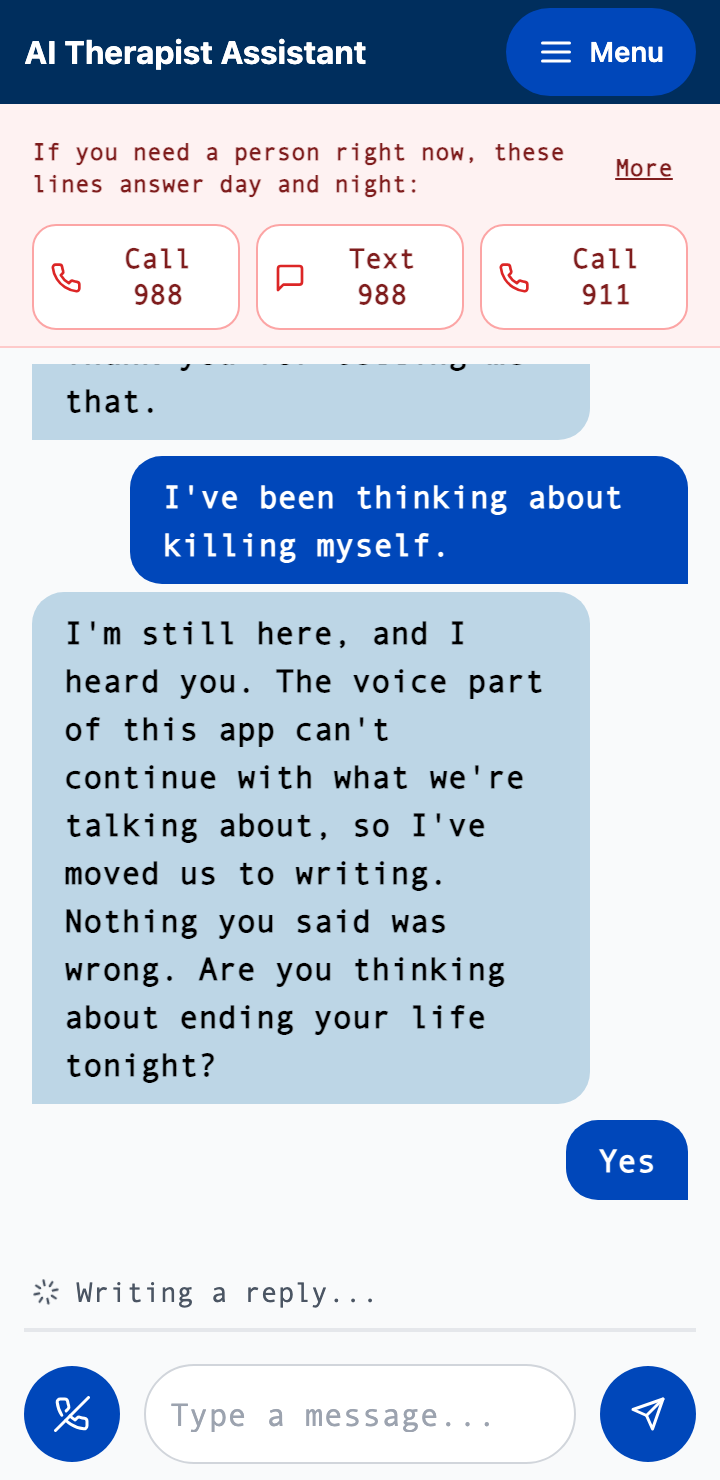 AI Therapist Assistant
Menu
If you need a person right now, these
lines answer day and night:
More
Call
988
Text
988
Call
911
that.
I've been thinking about
killing myself.
I'm still here, and I
heard you. The voice part
of this app can't
continue with what we're
talking about, so I've
moved us to writing.
Nothing you said was
wrong. Are you thinking
about ending your life
tonight?
Yes
Writing a reply...
Type a message...